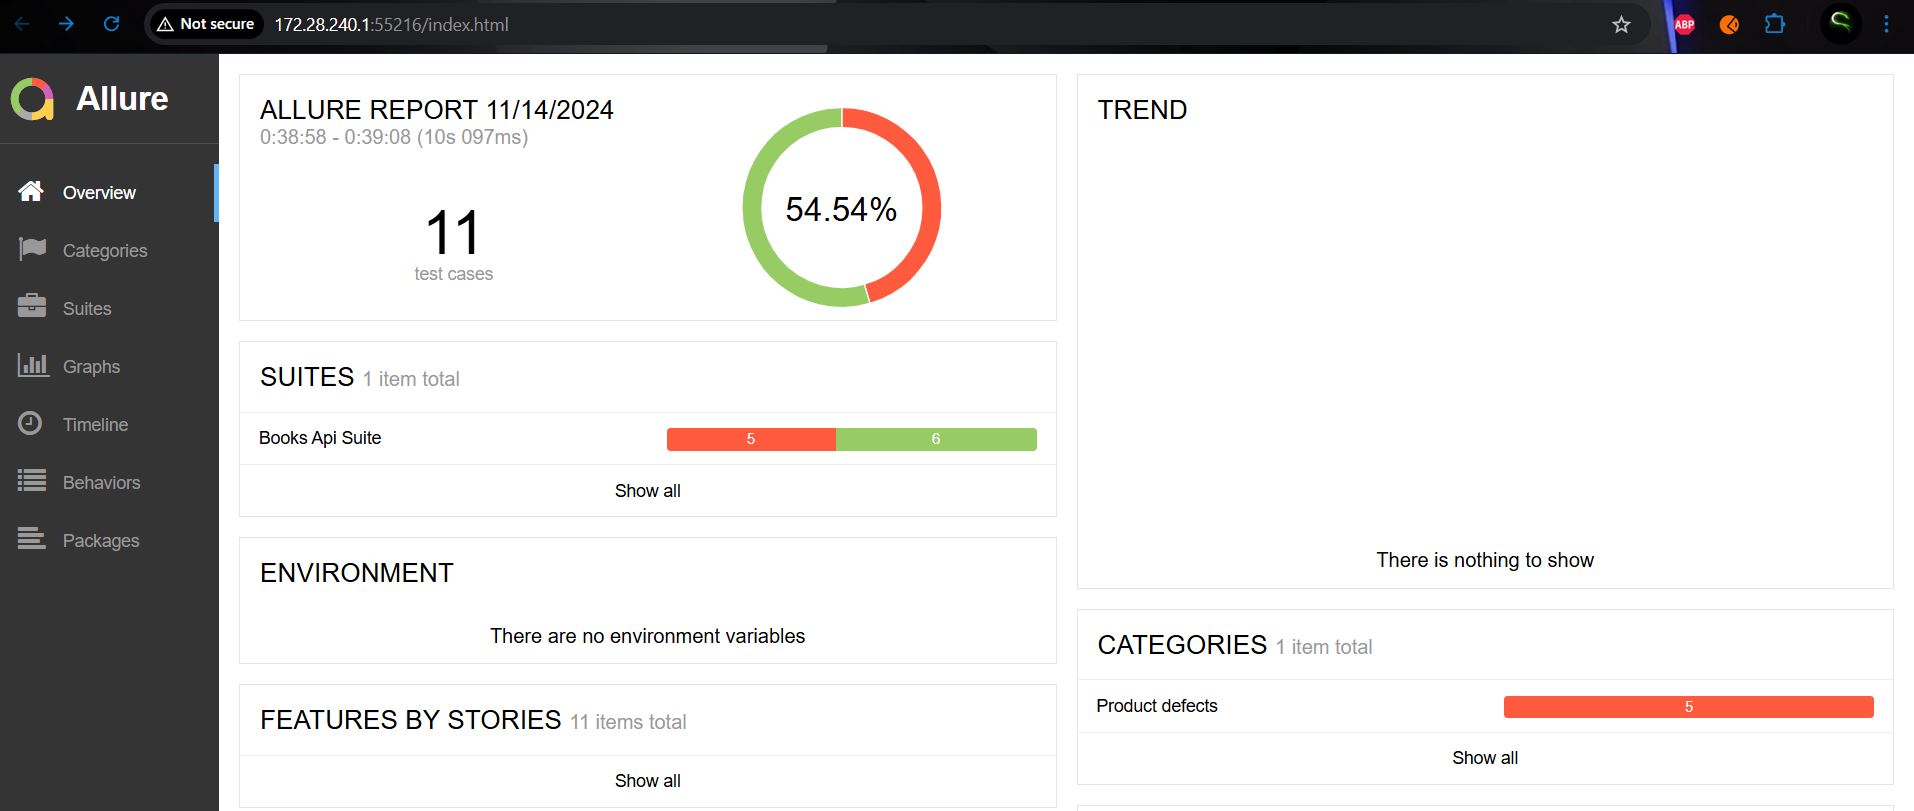 Not secure 172.28.240.1:55216/index.html
ABP
Allure
Overview
Categories
Suites
Graphs
Timeline
Behaviors
Packages
ALLURE REPORT 11/14/2024
0:38:58 - 0:39:08 (10s 097ms)
11
test cases
54.54%
SUITES 1 item total
Books Api Suite 5 6
Show all
ENVIRONMENT
There are no environment variables
FEATURES BY STORIES 11 items total
Show all
TREND
There is nothing to show
CATEGORIES 1 item total
Product defects 5
Show all